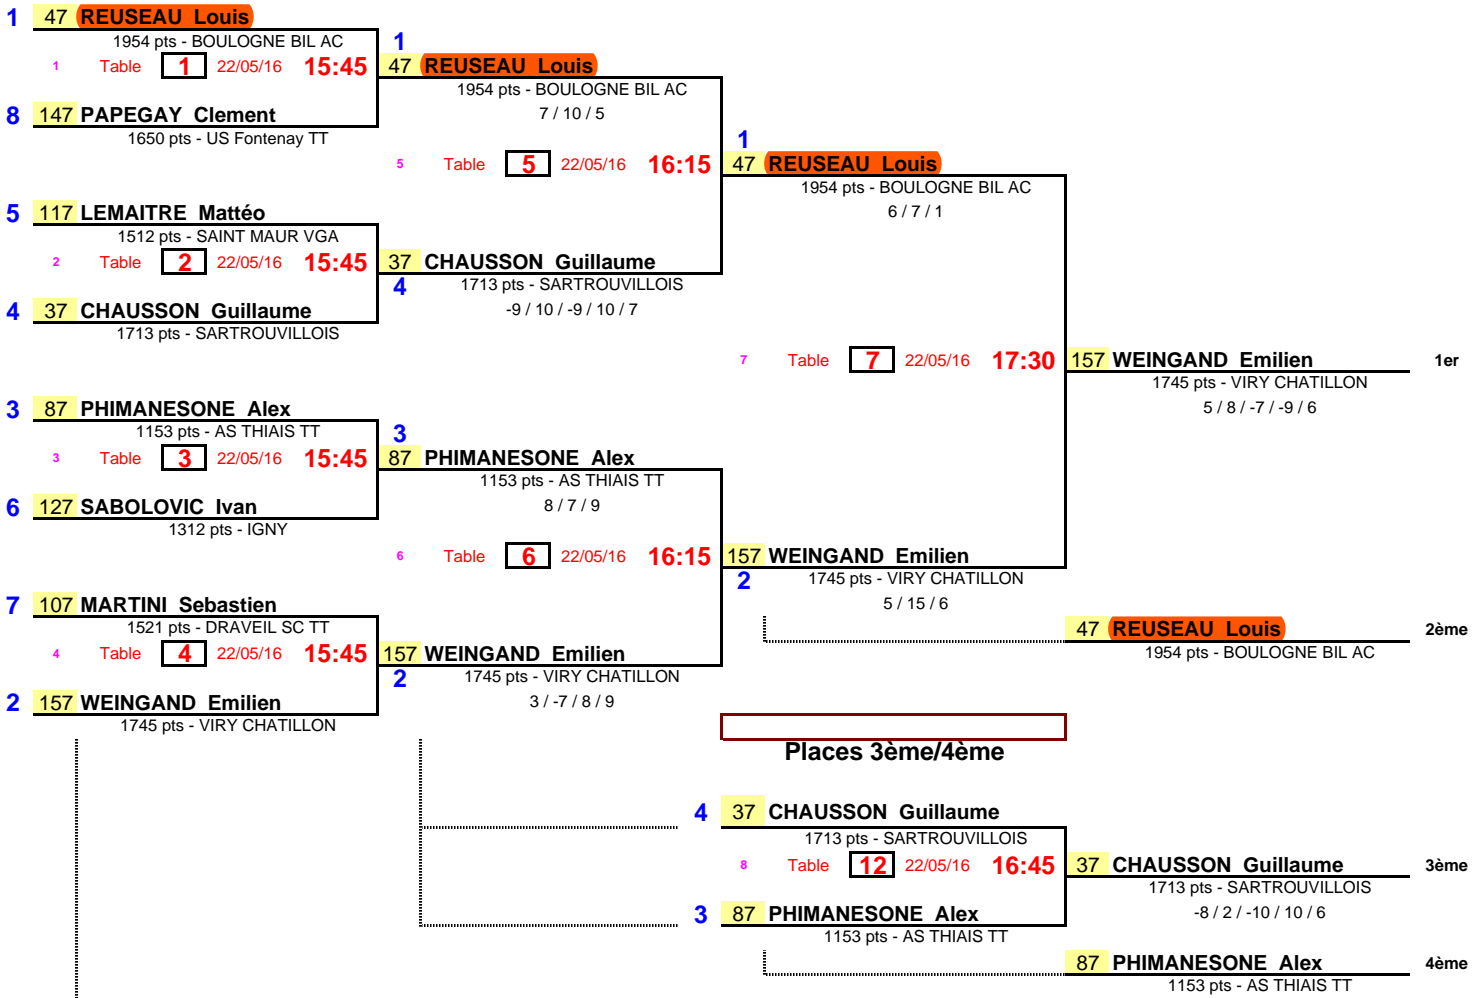 1 47 REUSEAU Louis
1954 pts - BOULOGNE BIL AC
1 Table 1 22/05/16 15:45
8 147 PAPEGAY Clement
1650 pts - US Fontenay TT
5 117 LEMAITRE Mattéo
1512 pts - SAINT MAUR VGA
2 Table 2 22/05/16 15:45
4 37 CHAUSSON Guillaume
1713 pts - SARTROUVILLOIS
3 87 PHIMANESONE Alex
1153 pts - AS THIAIS TT
3 Table 3 22/05/16 15:45
6 127 SABOLOVIC Ivan
1312 pts - IGNY
7 107 MARTINI Sebastien
1521 pts - DRAVEIL SC TT
4 Table 4 22/05/16 15:45
2 157 WEINGAND Emilien
1745 pts - VIRY CHATILLON
1
47 REUSEAU Louis
1954 pts - BOULOGNE BIL AC
7 / 10 / 5
5 Table 5 22/05/16 16:15
37 CHAUSSON Guillaume
4
1713 pts - SARTROUVILLOIS
-9 / 10 / -9 / 10 / 7
3
87 PHIMANESONE Alex
1153 pts - AS THIAIS TT
8 / 7 / 9
6 Table 6 22/05/16 16:15
157 WEINGAND Emilien
2
1745 pts - VIRY CHATILLON
3 / -7 / 8 / 9
1
47 REUSEAU Louis
1954 pts - BOULOGNE BIL AC
6 / 7 / 1
7 Table 7 22/05/16 17:30
157 WEINGAND Emilien
2
1745 pts - VIRY CHATILLON
5 / 15 / 6
157 WEINGAND Emilien 1er
1745 pts - VIRY CHATILLON
5 / 8 / -7 / -9 / 6
47 REUSEAU Louis 2ème
1954 pts - BOULOGNE BIL AC
Places 3ème/4ème
4 37 CHAUSSON Guillaume
1713 pts - SARTROUVILLOIS
8 Table 12 22/05/16 16:45
3 87 PHIMANESONE Alex
1153 pts - AS THIAIS TT
37 CHAUSSON Guillaume 3ème
1713 pts - SARTROUVILLOIS
-8 / 2 / -10 / 10 / 6
87 PHIMANESONE Alex 4ème
1153 pts - AS THIAIS TT